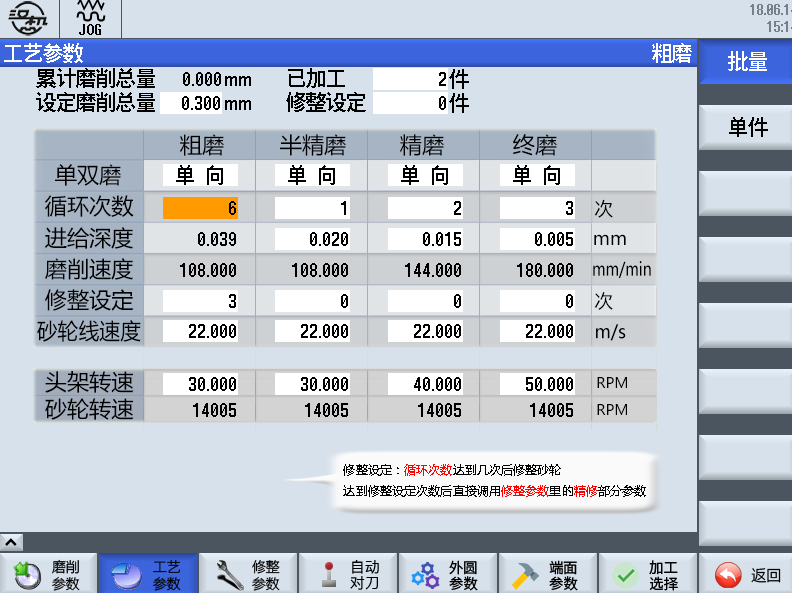 JOG
18.06.1
15:1
工艺参数 粗磨
累计磨削总量 0.000 mm 已加工 2 件
设定磨削总量 0.300 mm 修整设定 0 件
粗磨 半精磨 精磨 终磨
单双磨 单 向 单 向 单 向 单 向
循环次数 6 1 2 3 次
进给深度 0.039 0.020 0.015 0.005 mm
磨削速度 108.000 108.000 144.000 180.000 mm/min
修整设定 3 0 0 0 次
砂轮线速度 22.000 22.000 22.000 22.000 m/s
头架转速 30.000 30.000 40.000 50.000 RPM
砂轮转速 14005 14005 14005 14005 RPM
修整设定：循环次数达到几次后修整砂轮
达到修整设定次数后直接调用修整参数里的精修部分参数
批量
单件
磨削
参数
工艺
参数
修整
参数
自动
对刀
外圆
参数
端面
参数
加工
选择
返回